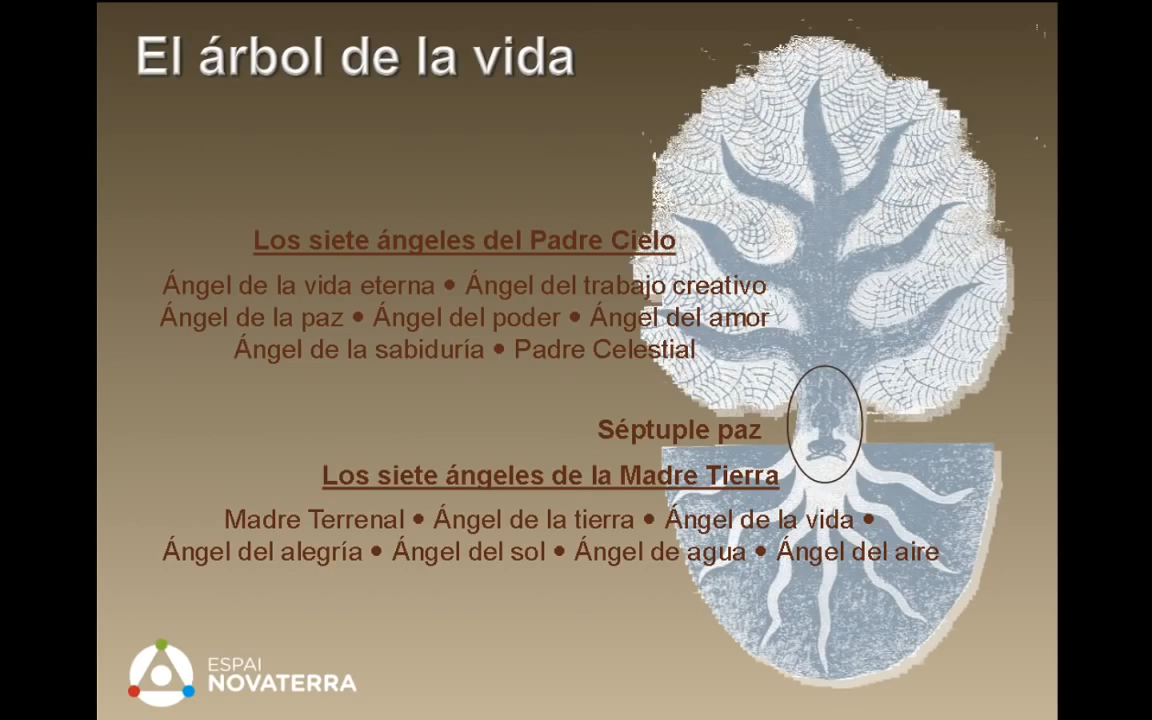 El árbol de la vida
Los siete ángeles del Padre Cielo
Ángel de la vida eterna • Ángel del trabajo creativo
Ángel de la paz • Ángel del poder • Ángel del amor
Ángel de la sabiduría • Padre Celestial
Séptuple paz
Los siete ángeles de la Madre Tierra
Madre Terrenal • Ángel de la tierra • Ángel de la vida •
Ángel del alegría • Ángel del sol • Ángel de agua • Ángel del aire
ESPAI
NOVATERRA